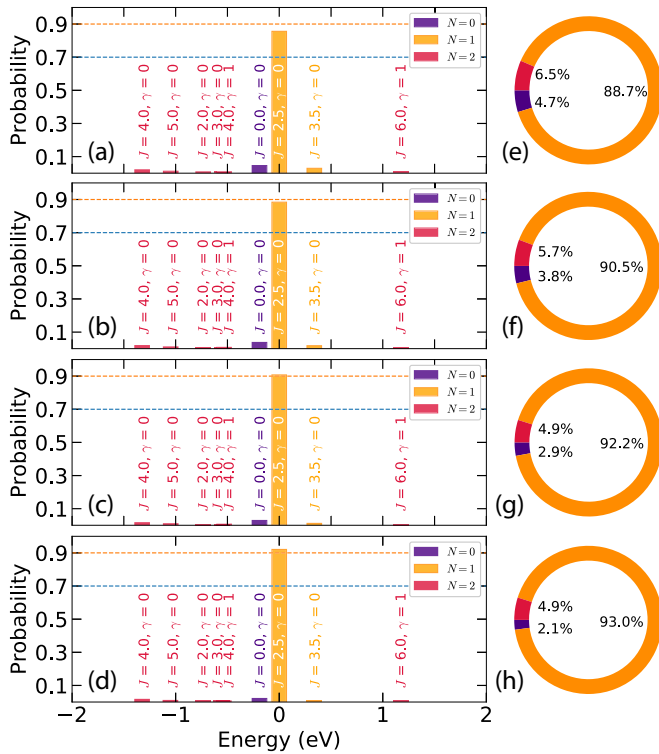 Probability
0.9
0.7
0.5
0.3
0.1
(a)
J = 4.0, γ = 0
J = 5.0, γ = 0
J = 2.0, γ = 0
J = 3.0, γ = 0
J = 4.0, γ = 1
J = 0.0, γ = 0
J = 2.5, γ = 0
J = 3.5, γ = 0
J = 6.0, γ = 1
N = 0
N = 1
N = 2
(e)
6.5%
4.7%
88.7%
Probability
0.9
0.7
0.5
0.3
0.1
(b)
J = 4.0, γ = 0
J = 5.0, γ = 0
J = 2.0, γ = 0
J = 3.0, γ = 0
J = 4.0, γ = 1
J = 0.0, γ = 0
J = 2.5, γ = 0
J = 3.5, γ = 0
J = 6.0, γ = 1
N = 0
N = 1
N = 2
(f)
5.7%
3.8%
90.5%
Probability
0.9
0.7
0.5
0.3
0.1
(c)
J = 4.0, γ = 0
J = 5.0, γ = 0
J = 2.0, γ = 0
J = 3.0, γ = 0
J = 4.0, γ = 1
J = 0.0, γ = 0
J = 2.5, γ = 0
J = 3.5, γ = 0
J = 6.0, γ = 1
N = 0
N = 1
N = 2
(g)
4.9%
2.9%
92.2%
Probability
0.9
0.7
0.5
0.3
0.1
(d)
J = 4.0, γ = 0
J = 5.0, γ = 0
J = 2.0, γ = 0
J = 3.0, γ = 0
J = 4.0, γ = 1
J = 0.0, γ = 0
J = 2.5, γ = 0
J = 3.5, γ = 0
J = 6.0, γ = 1
N = 0
N = 1
N = 2
(h)
4.9%
2.1%
93.0%
−2 −1 0 1 2
Energy (eV)